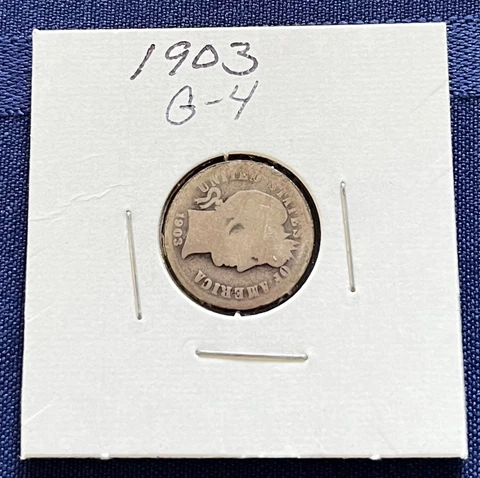 1903
G-4
UNITED STATES OF AMERICA
1903